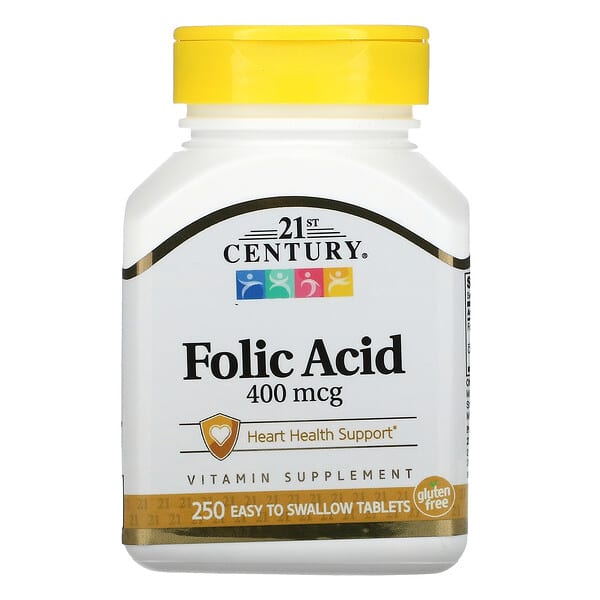 21ST
CENTURY®
Folic Acid
400 mcg
Heart Health Support*
VITAMIN SUPPLEMENT
250 EASY TO SWALLOW TABLETS
gluten
free